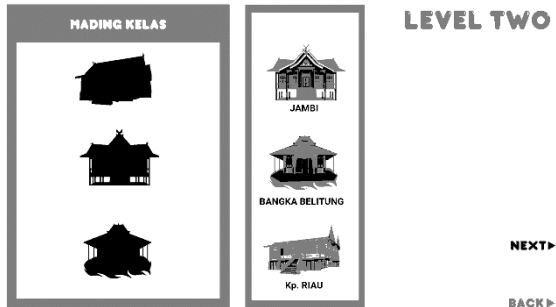 MADING KELAS
LEVEL TWO
JAMBI
BANGKA BELITUNG
Kp. RIAU
NEXT
BACK